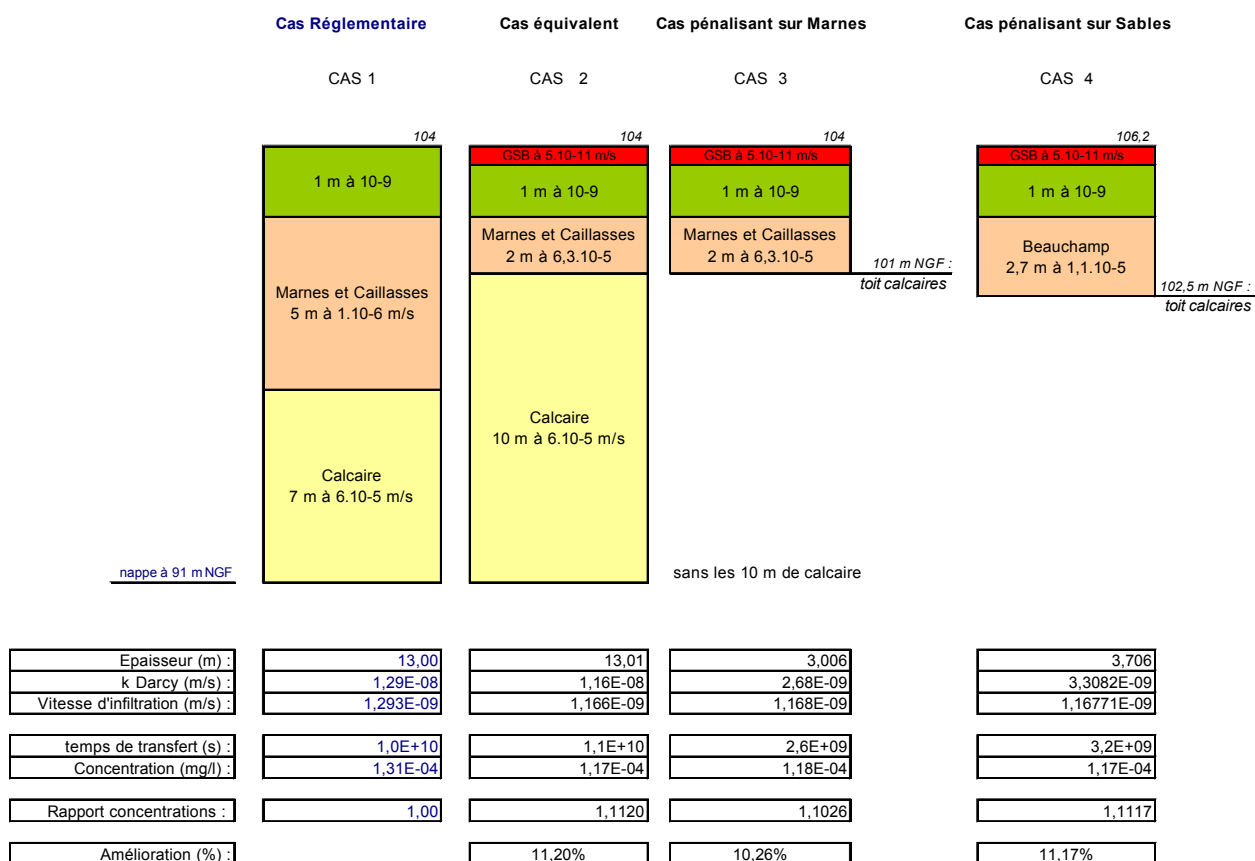 Cas Réglementaire Cas équivalent Cas pénalisant sur Marnes Cas pénalisant sur Sables
CAS 1 CAS 2 CAS 3 CAS 4
104 104 104 106,2
GSB à 5.10-11 m/s GSB à 5.10-11 m/s GSB à 5.10-11 m/s
1 m à 10-9 1 m à 10-9 1 m à 10-9 1 m à 10-9
Marnes et Caillasses
5 m à 1.10-6 m/s
Marnes et Caillasses
2 m à 6,3.10-5
Marnes et Caillasses
2 m à 6,3.10-5
101 m NGF :
toit calcaires
Beauchamp
2,7 m à 1,1.10-5
102,5 m NGF :
toit calcaires
Calcaire
7 m à 6.10-5 m/s
Calcaire
10 m à 6.10-5 m/s
nappe à 91 m NGF
sans les 10 m de calcaire
Epaisseur (m) : 13,00 13,01 3,006 3,706
k Darcy (m/s) : 1,29E-08 1,16E-08 2,68E-09 3,3082E-09
Vitesse d'infiltration (m/s) : 1,293E-09 1,166E-09 1,168E-09 1,16771E-09
temps de transfert (s) : 1,0E+10 1,1E+10 2,6E+09 3,2E+09
Concentration (mg/l) : 1,31E-04 1,17E-04 1,18E-04 1,17E-04
Rapport concentrations : 1,00 1,1120 1,1026 1,1117
Amélioration (%) : 11,20% 10,26% 11,17%